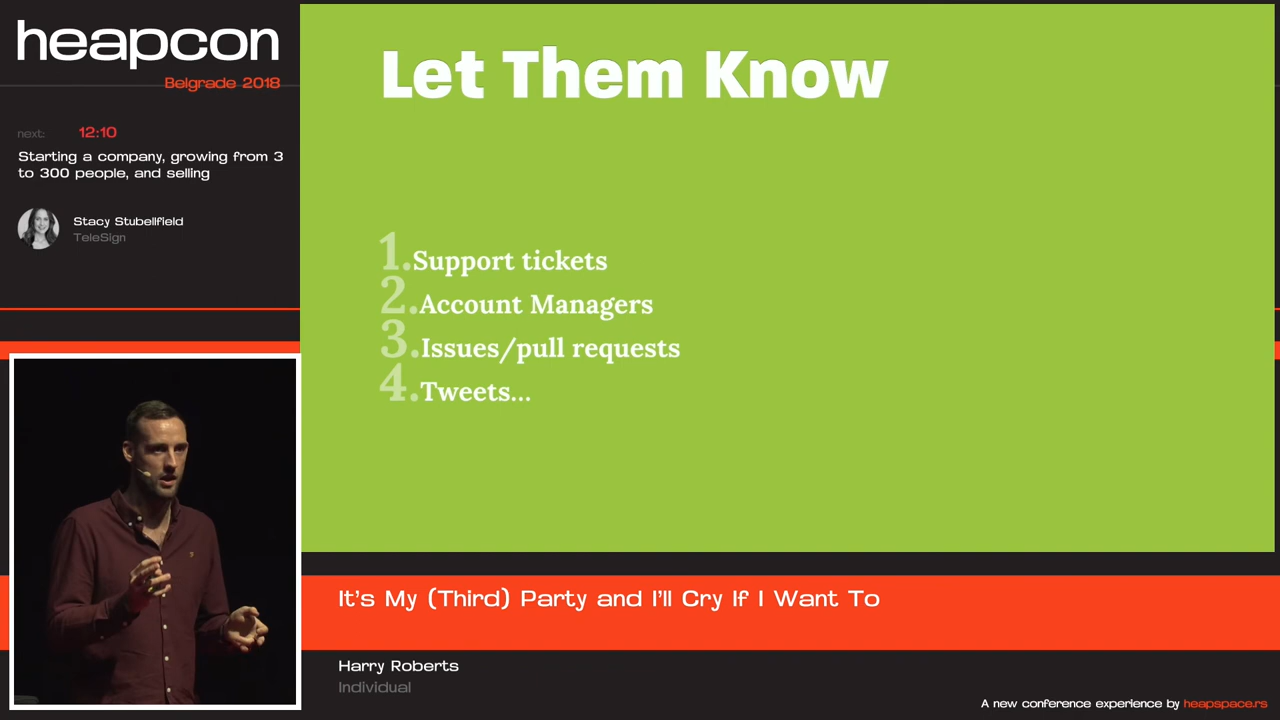 heapcon
Belgrade 2018
next: 12:10
Starting a company, growing from 3
to 300 people, and selling
Stacy Stubellfield
TeleSign
Let Them Know
1. Support tickets
2. Account Managers
3. Issues/pull requests
4. Tweets...
It's My (Third) Party and I'll Cry If I Want To
Harry Roberts
Individual
A new conference experience by heapspace.rs